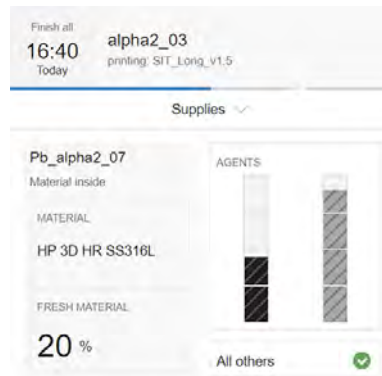 Finish all
16:40
Today
alpha2_03
printing: SIT_Long_v1.5
Supplies
Pb_alpha2_07
Material inside
MATERIAL
HP 3D HR SS316L
FRESH MATERIAL
20 %
AGENTS
All others